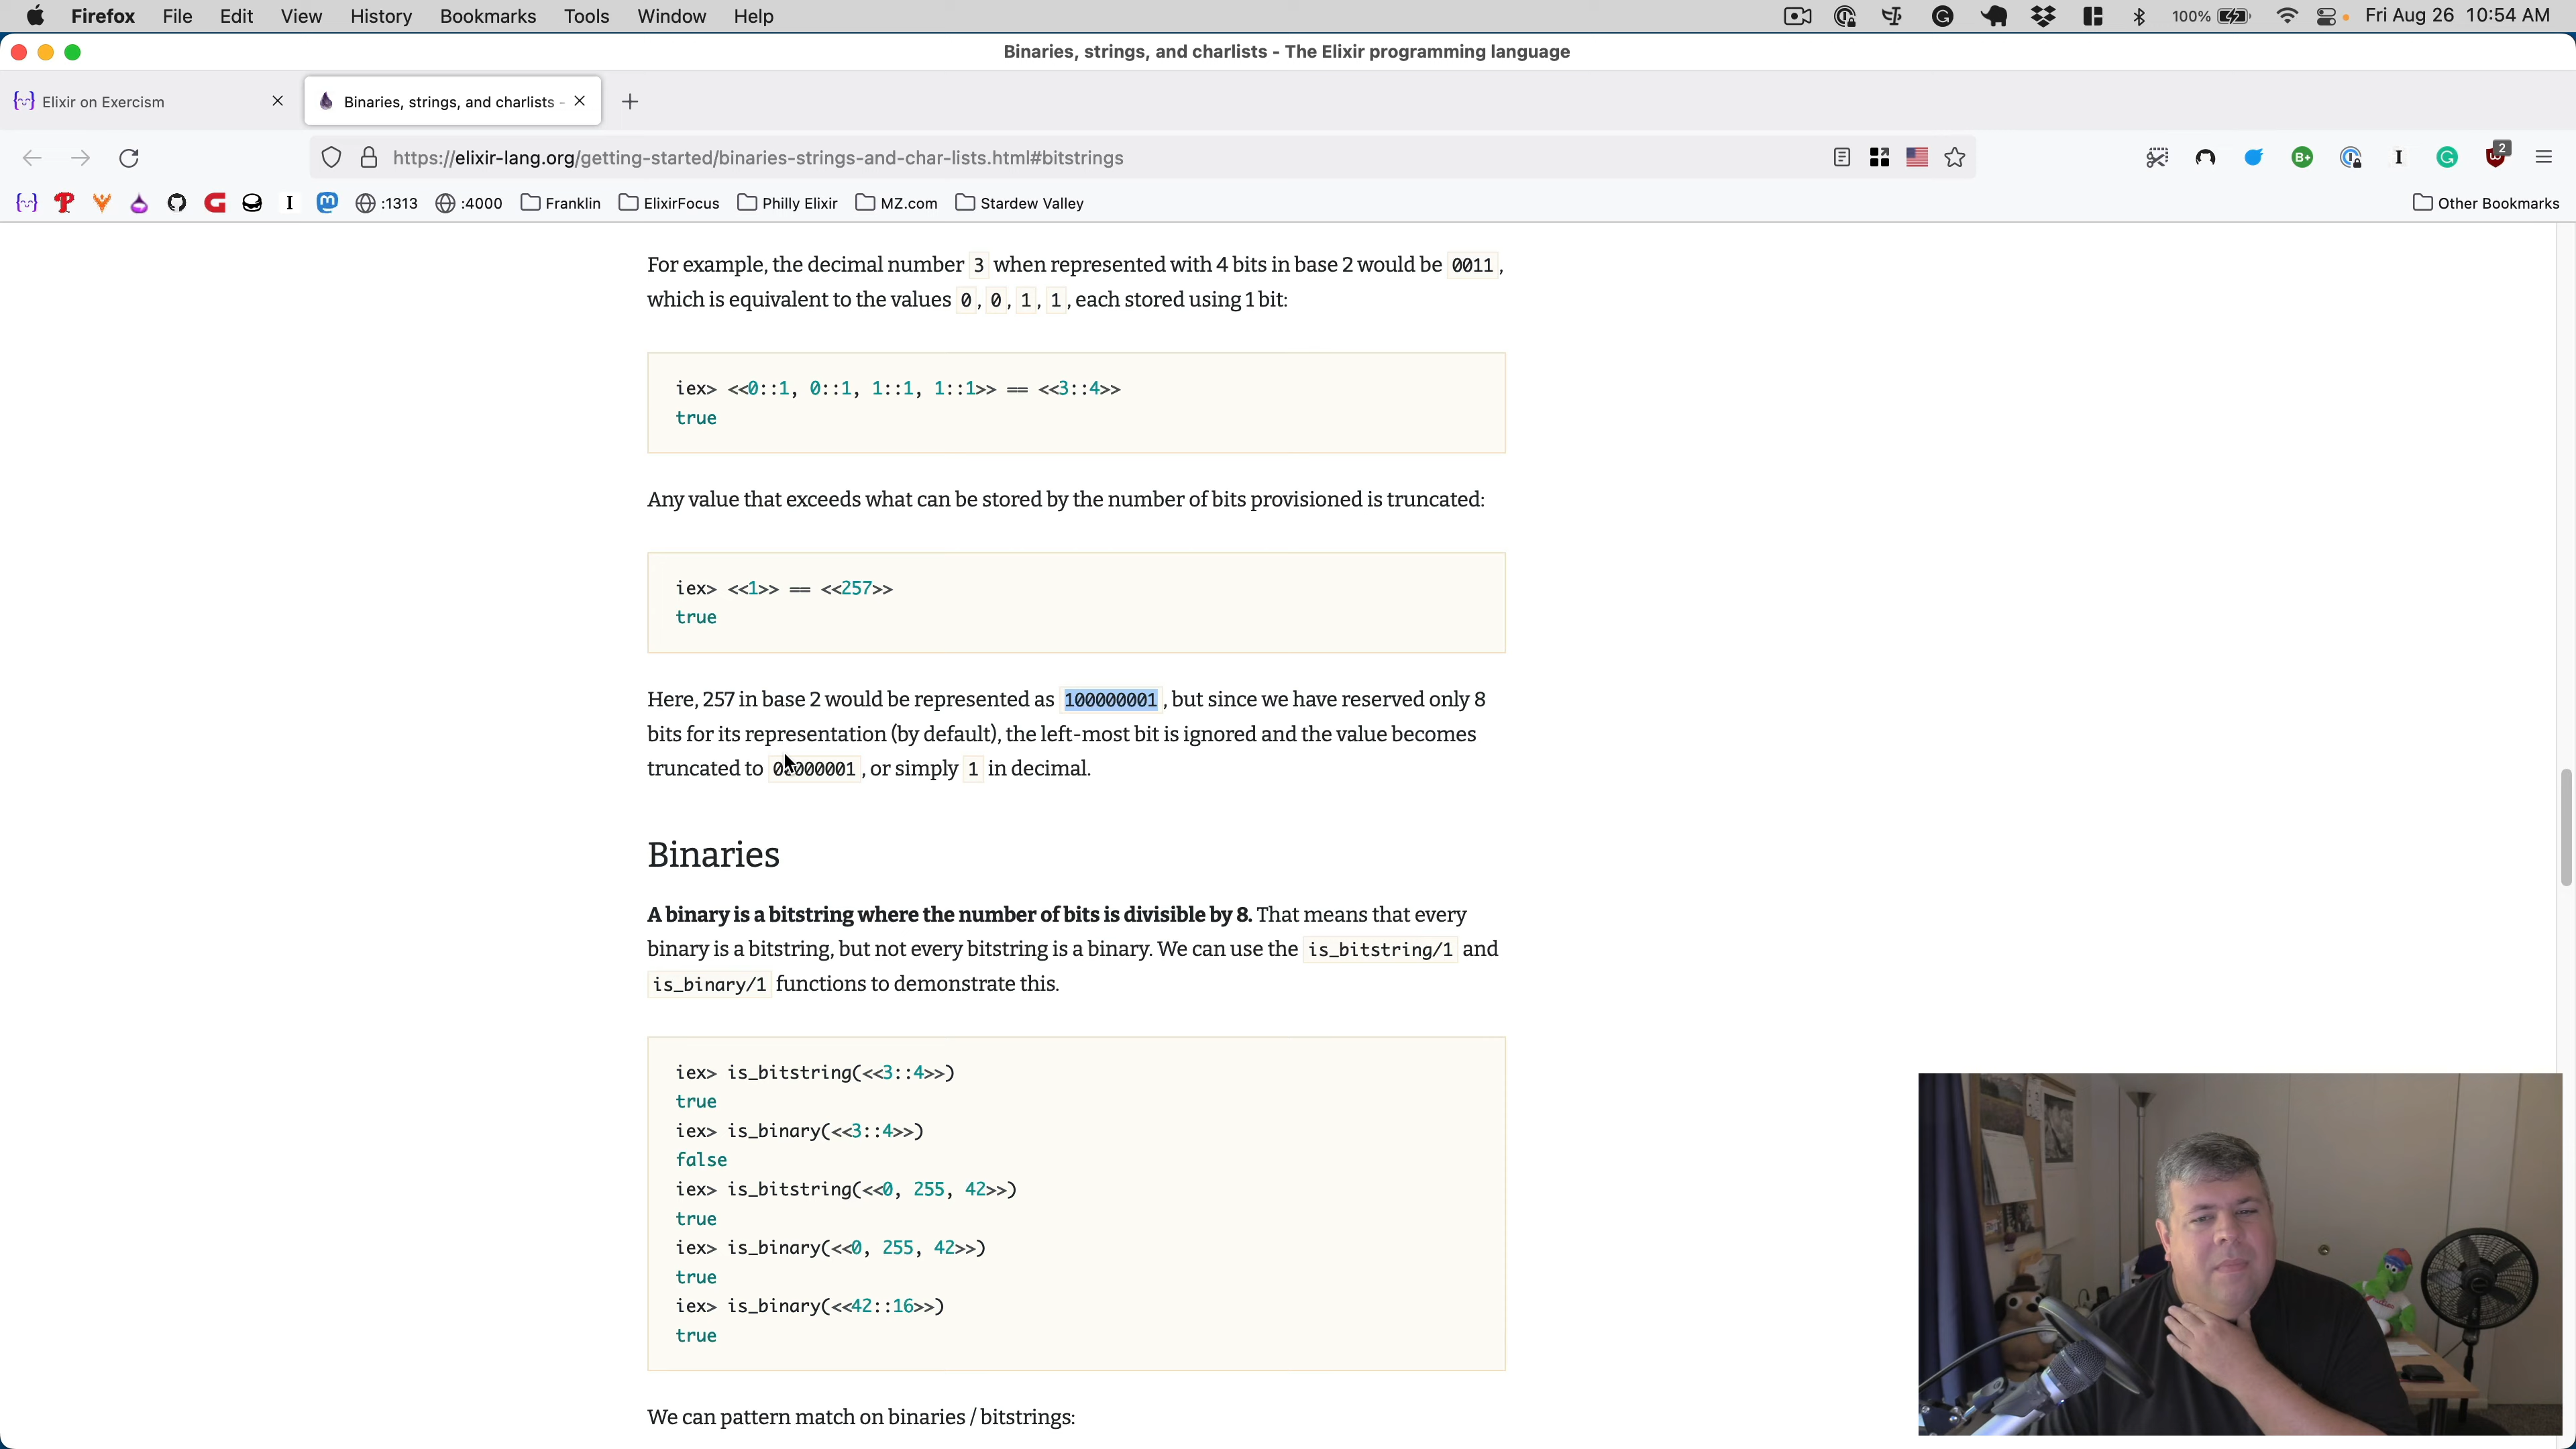 Firefox File Edit View History Bookmarks Tools Window Help 100% Fri Aug 26 10:54 AM
Binaries, strings, and charlists - The Elixir programming language
Elixir on Exercism Binaries, strings, and charlists -
https://elixir-lang.org/getting-started/binaries-strings-and-char-lists.html#bitstrings B+ I G 2
I :1313 :4000 Franklin ElixirFocus Philly Elixir MZ.com Stardew Valley Other Bookmarks
For example, the decimal number 3 when represented with 4 bits in base 2 would be 0011,
which is equivalent to the values 0, 0, 1, 1, each stored using 1 bit:
iex> <<0::1, 0::1, 1::1, 1::1>> == <<3::4>>
true
Any value that exceeds what can be stored by the number of bits provisioned is truncated:
iex> <<1>> == <<257>>
true
Here, 257 in base 2 would be represented as 100000001, but since we have reserved only 8
bits for its representation (by default), the left-most bit is ignored and the value becomes
truncated to 00000001, or simply 1 in decimal.
Binaries
A binary is a bitstring where the number of bits is divisible by 8. That means that every
binary is a bitstring, but not every bitstring is a binary. We can use the is_bitstring/1 and
is_binary/1 functions to demonstrate this.
iex> is_bitstring(<<3::4>>)
true
iex> is_binary(<<3::4>>)
false
iex> is_bitstring(<<0, 255, 42>>)
true
iex> is_binary(<<0, 255, 42>>)
true
iex> is_binary(<<42::16>>)
true
We can pattern match on binaries / bitstrings: